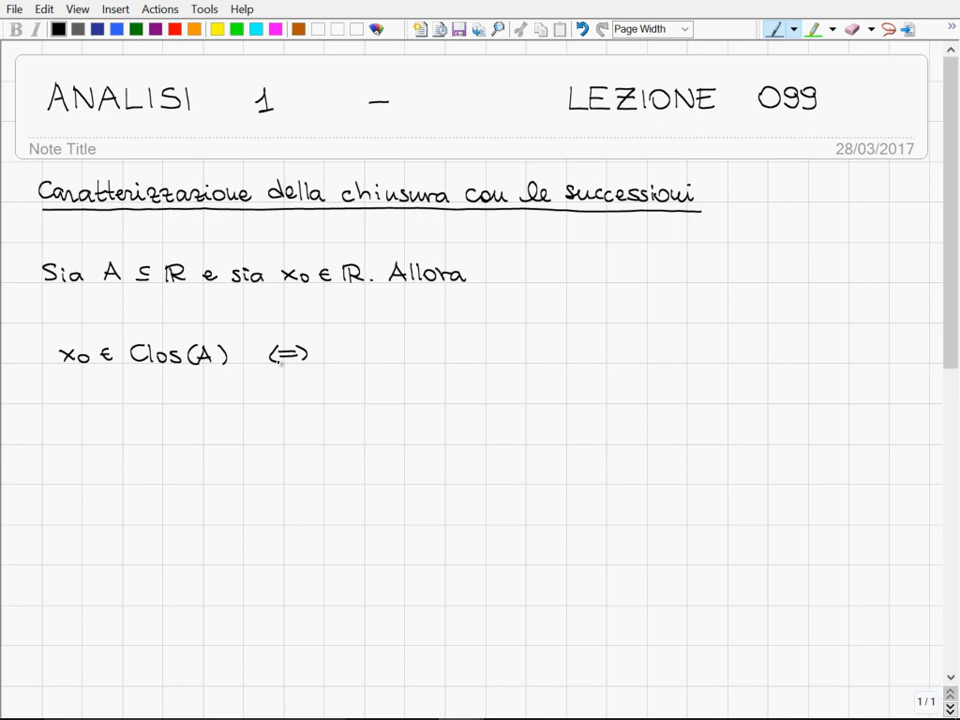 File Edit View Insert Actions Tools Help
B I Page Width
ANALISI 1 - LEZIONE 099
Note Title 28/03/2017
Caratterizzazione della chiusura con le successioni
Sia A ⊆ ℝ e sia x0 ∈ ℝ. Allora
x0 ∈ Clos(A) <=>
1/1